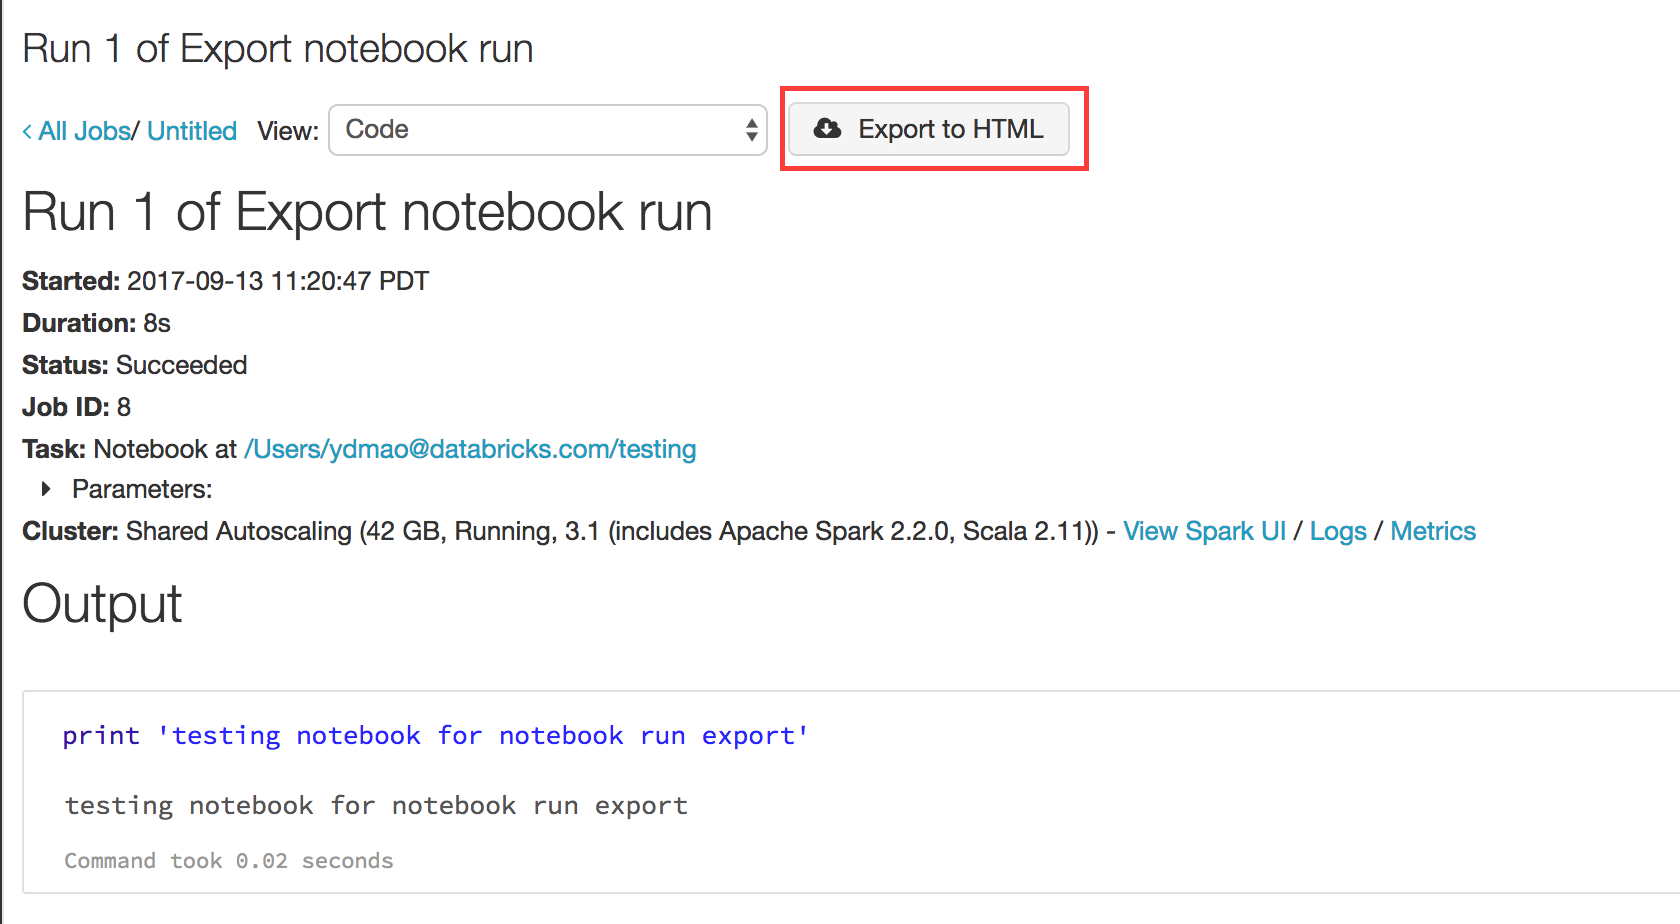 Run 1 of Export notebook run
< All Jobs/ Untitled View: Code Export to HTML
Run 1 of Export notebook run
Started: 2017-09-13 11:20:47 PDT
Duration: 8s
Status: Succeeded
Job ID: 8
Task: Notebook at /Users/ydmao@databricks.com/testing
Parameters:
Cluster: Shared Autoscaling (42 GB, Running, 3.1 (includes Apache Spark 2.2.0, Scala 2.11)) - View Spark UI / Logs / Metrics
Output
print 'testing notebook for notebook run export'
testing notebook for notebook run export
Command took 0.02 seconds